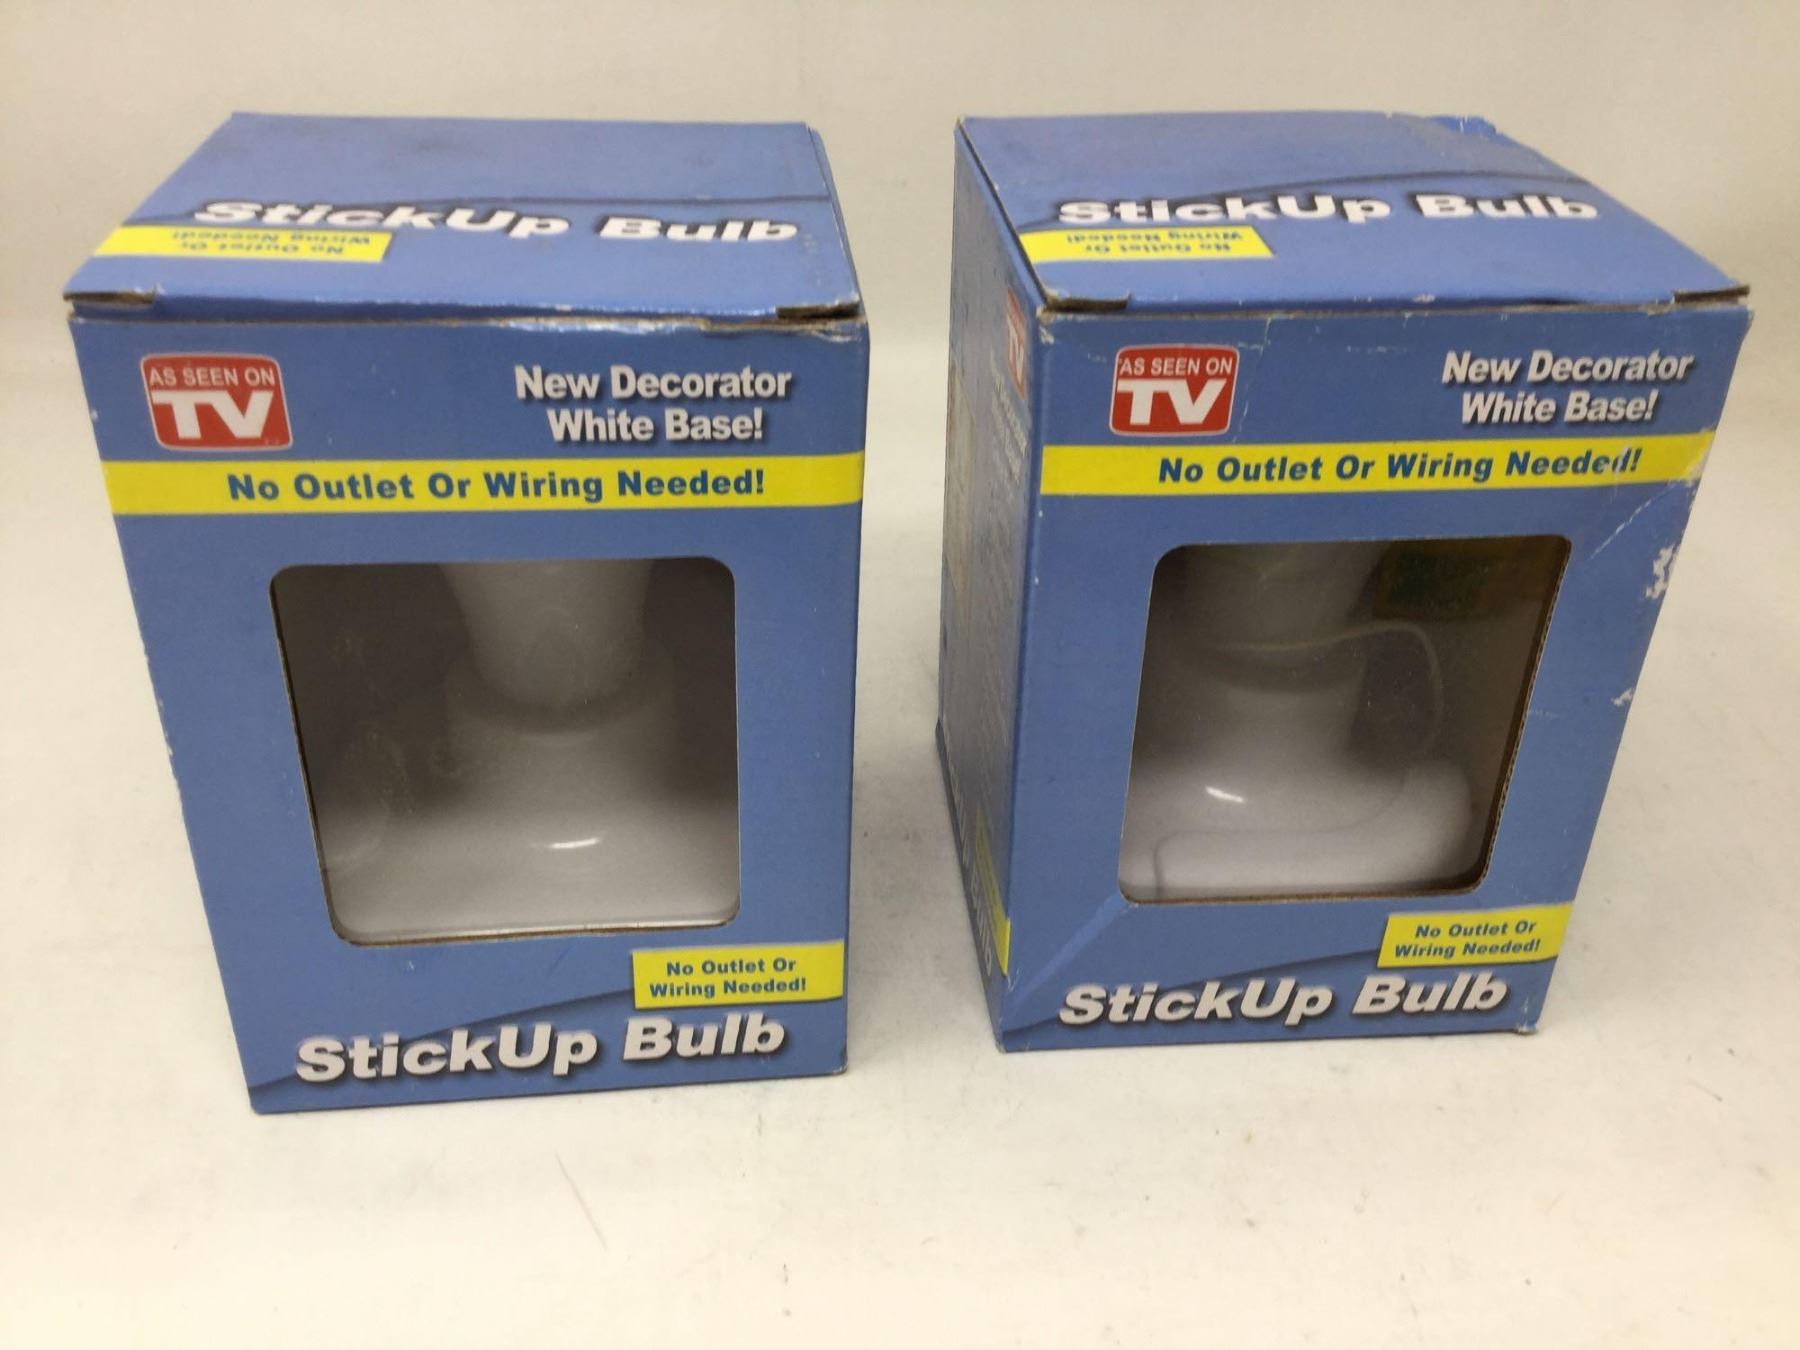 StickUp Bulb
No Outlet Or
Wiring Needed!
AS SEEN ON
TV
New Decorator
White Base!
No Outlet Or Wiring Needed!
No Outlet Or
Wiring Needed!
StickUp Bulb
StickUp Bulb
No Outlet Or
Wiring Needed!
TV
AS SEEN ON
TV
New Decorator
White Base!
No Outlet Or Wiring Needed!
No Outlet Or
Wiring Needed!
StickUp Bulb